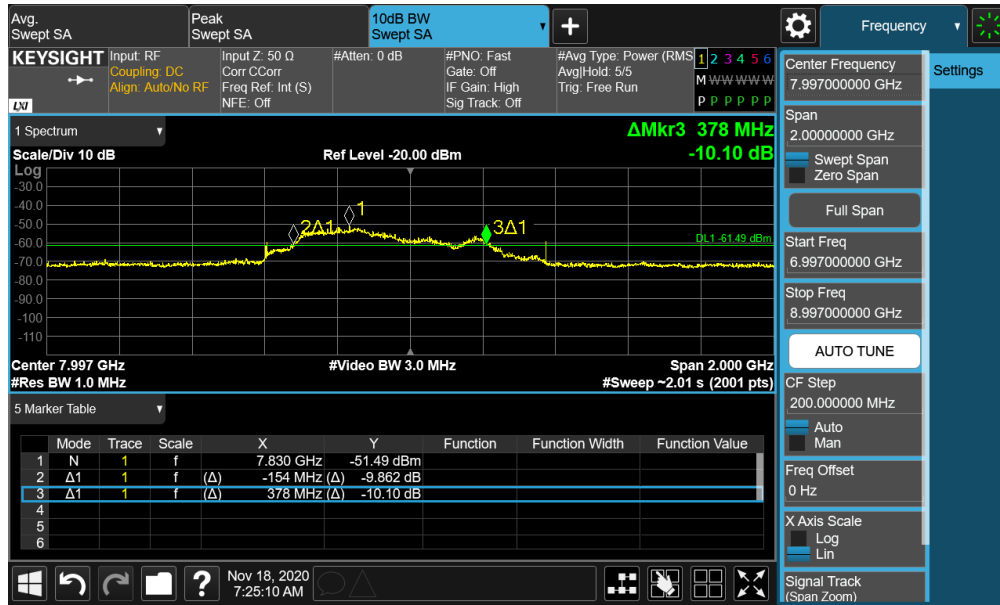 Avg.
Swept SA
Peak
Swept SA
10dB BW
Swept SA
Frequency
KEYSIGHT
LXI
Input: RF
Coupling: DC
Align: Auto/No RF
Input Z: 50 Ω
Corr CCorr
Freq Ref: Int (S)
NFE: Off
#Atten: 0 dB
#PNO: Fast
Gate: Off
IF Gain: High
Sig Track: Off
#Avg Type: Power (RMS
Avg|Hold: 5/5
Trig: Free Run
1 2 3 4 5 6
M W W W W W
P P P P P P
1 Spectrum
ΔMkr3 378 MHz
-10.10 dB
Scale/Div 10 dB
Ref Level -20.00 dBm
Log
-30.0
-40.0
-50.0
-60.0
-70.0
-80.0
-90.0
-100
-110
2Δ1
1
3Δ1
DL1 -61.49 dBm
Center 7.997 GHz
#Video BW 3.0 MHz
Span 2.000 GHz
#Res BW 1.0 MHz
#Sweep ~2.01 s (2001 pts)
5 Marker Table
Mode Trace Scale X Y Function Function Width Function Value
1 N 1 f 7.830 GHz -51.49 dBm
2 Δ1 1 f (Δ) -154 MHz (Δ) -9.862 dB
3 Δ1 1 f (Δ) 378 MHz (Δ) -10.10 dB
4
5
6
Nov 18, 2020
7:25:10 AM
Center Frequency
7.997000000 GHz
Span
2.00000000 GHz
Swept Span
Zero Span
Full Span
Start Freq
6.997000000 GHz
Stop Freq
8.997000000 GHz
AUTO TUNE
CF Step
200.000000 MHz
Auto
Man
Freq Offset
0 Hz
X Axis Scale
Log
Lin
Signal Track
(Span Zoom)
Settings